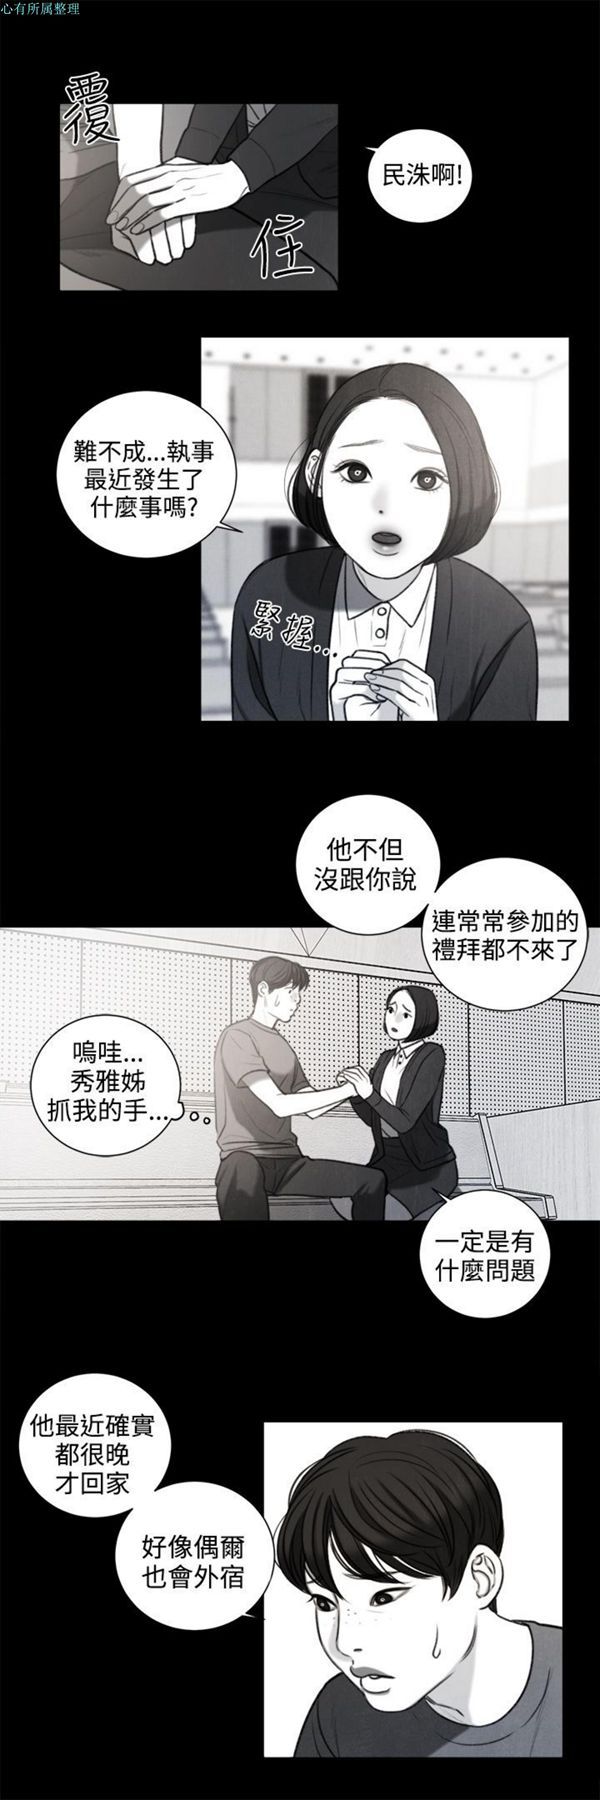 心有所属整理
覆
住
民洙啊!
難不成...執事
最近發生了
什麼事嗎?
緊握...
他不但
沒跟你說
連常常參加的
禮拜都不來了
嗚哇...
秀雅姊
抓我的手...
一定是有
什麼問題
他最近確實
都很晚
才回家
好像偶爾
也會外宿